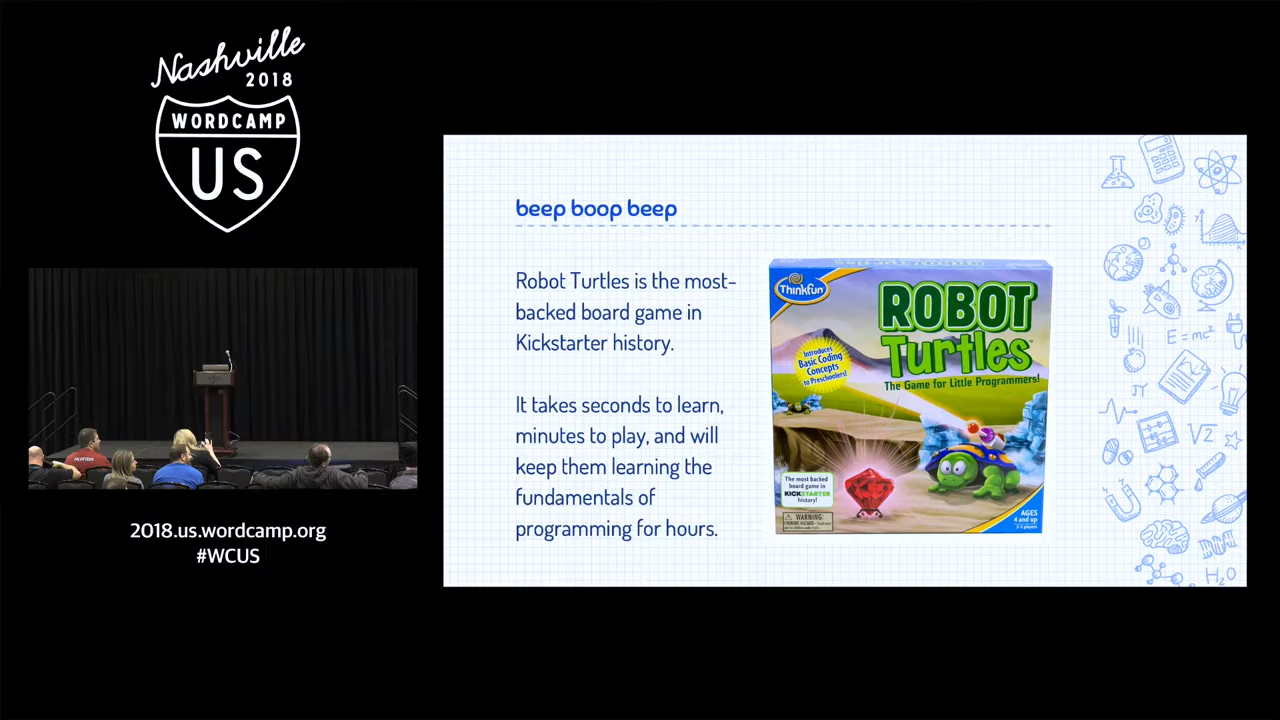 Nashville
2018
WORDCAMP
US
2018.us.wordcamp.org
#WCUS
beep boop beep
Robot Turtles is the most-
backed board game in
Kickstarter history.
It takes seconds to learn,
minutes to play, and will
keep them learning the
fundamentals of
programming for hours.
ThinkFun
ROBOT
Turtles
The Game for Little Programmers!
Introduces
Basic Coding
Concepts
to Preschoolers!
The most backed
board game in
KICKSTARTER
history!
WARNING:
AGES
4 and up
2-5 players
E=mc²
π
√2
H₂O